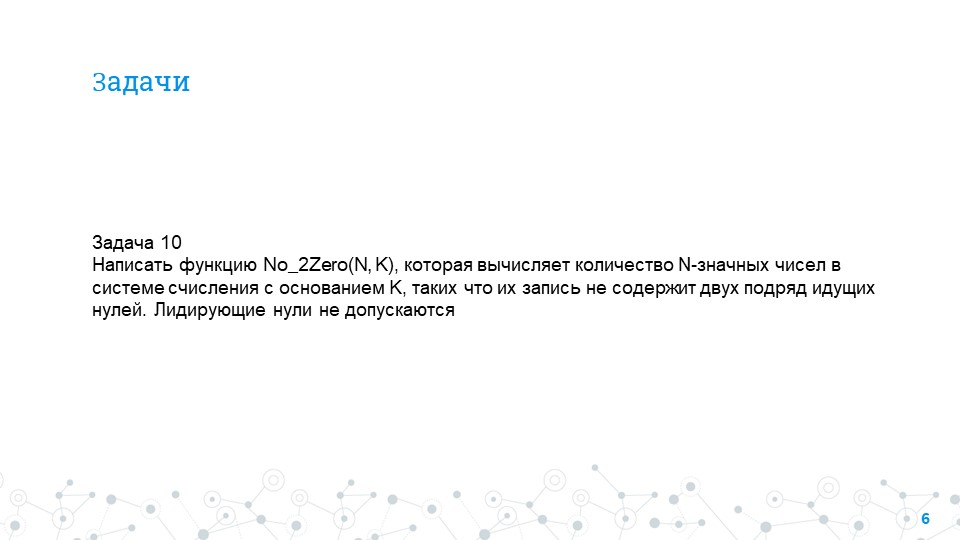 Задачи
Задача 10
Написать функцию No_2Zero(N, K), которая вычисляет количество N-значных чисел в
системе счисления с основанием K, таких что их запись не содержит двух подряд идущих
нулей. Лидирующие нули не допускаются
6